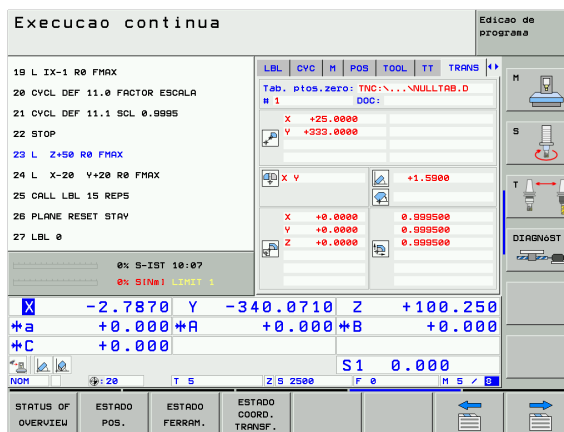 Execucao continua
Edicao de
programa
19 L IX-1 R0 FMAX
20 CYCL DEF 11.0 FACTOR ESCALA
21 CYCL DEF 11.1 SCL 0.9995
22 STOP
23 L Z+50 R0 FMAX
24 L X-20 Y+20 R0 FMAX
25 CALL LBL 15 REP5
26 PLANE RESET STAY
27 LBL 0
LBL CYC M POS TOOL TT TRANS
Tab. ptos.zero: TNC:\...\NULLTAB.D
# 1 DOC:
X +25.0000
Y +333.0000
X Y +1.5900
X +0.0000 0.999500
Y +0.0000 0.999500
Z +0.0000 0.999500
0% S-IST 10:07
0% S[Nm] LIMIT 1
X -2.7870 Y -340.0710 Z +100.250
a +0.000 A +0.000 B +0.000
C +0.000
S1 0.000
NOM : 20 T 5 Z S 2500 F 0 M 5 / 8
M
S
T
DIAGNóST
STATUS OF
OVERVIEW
ESTADO
POS.
ESTADO
FERRAM.
ESTADO
COORD.
TRANSF.